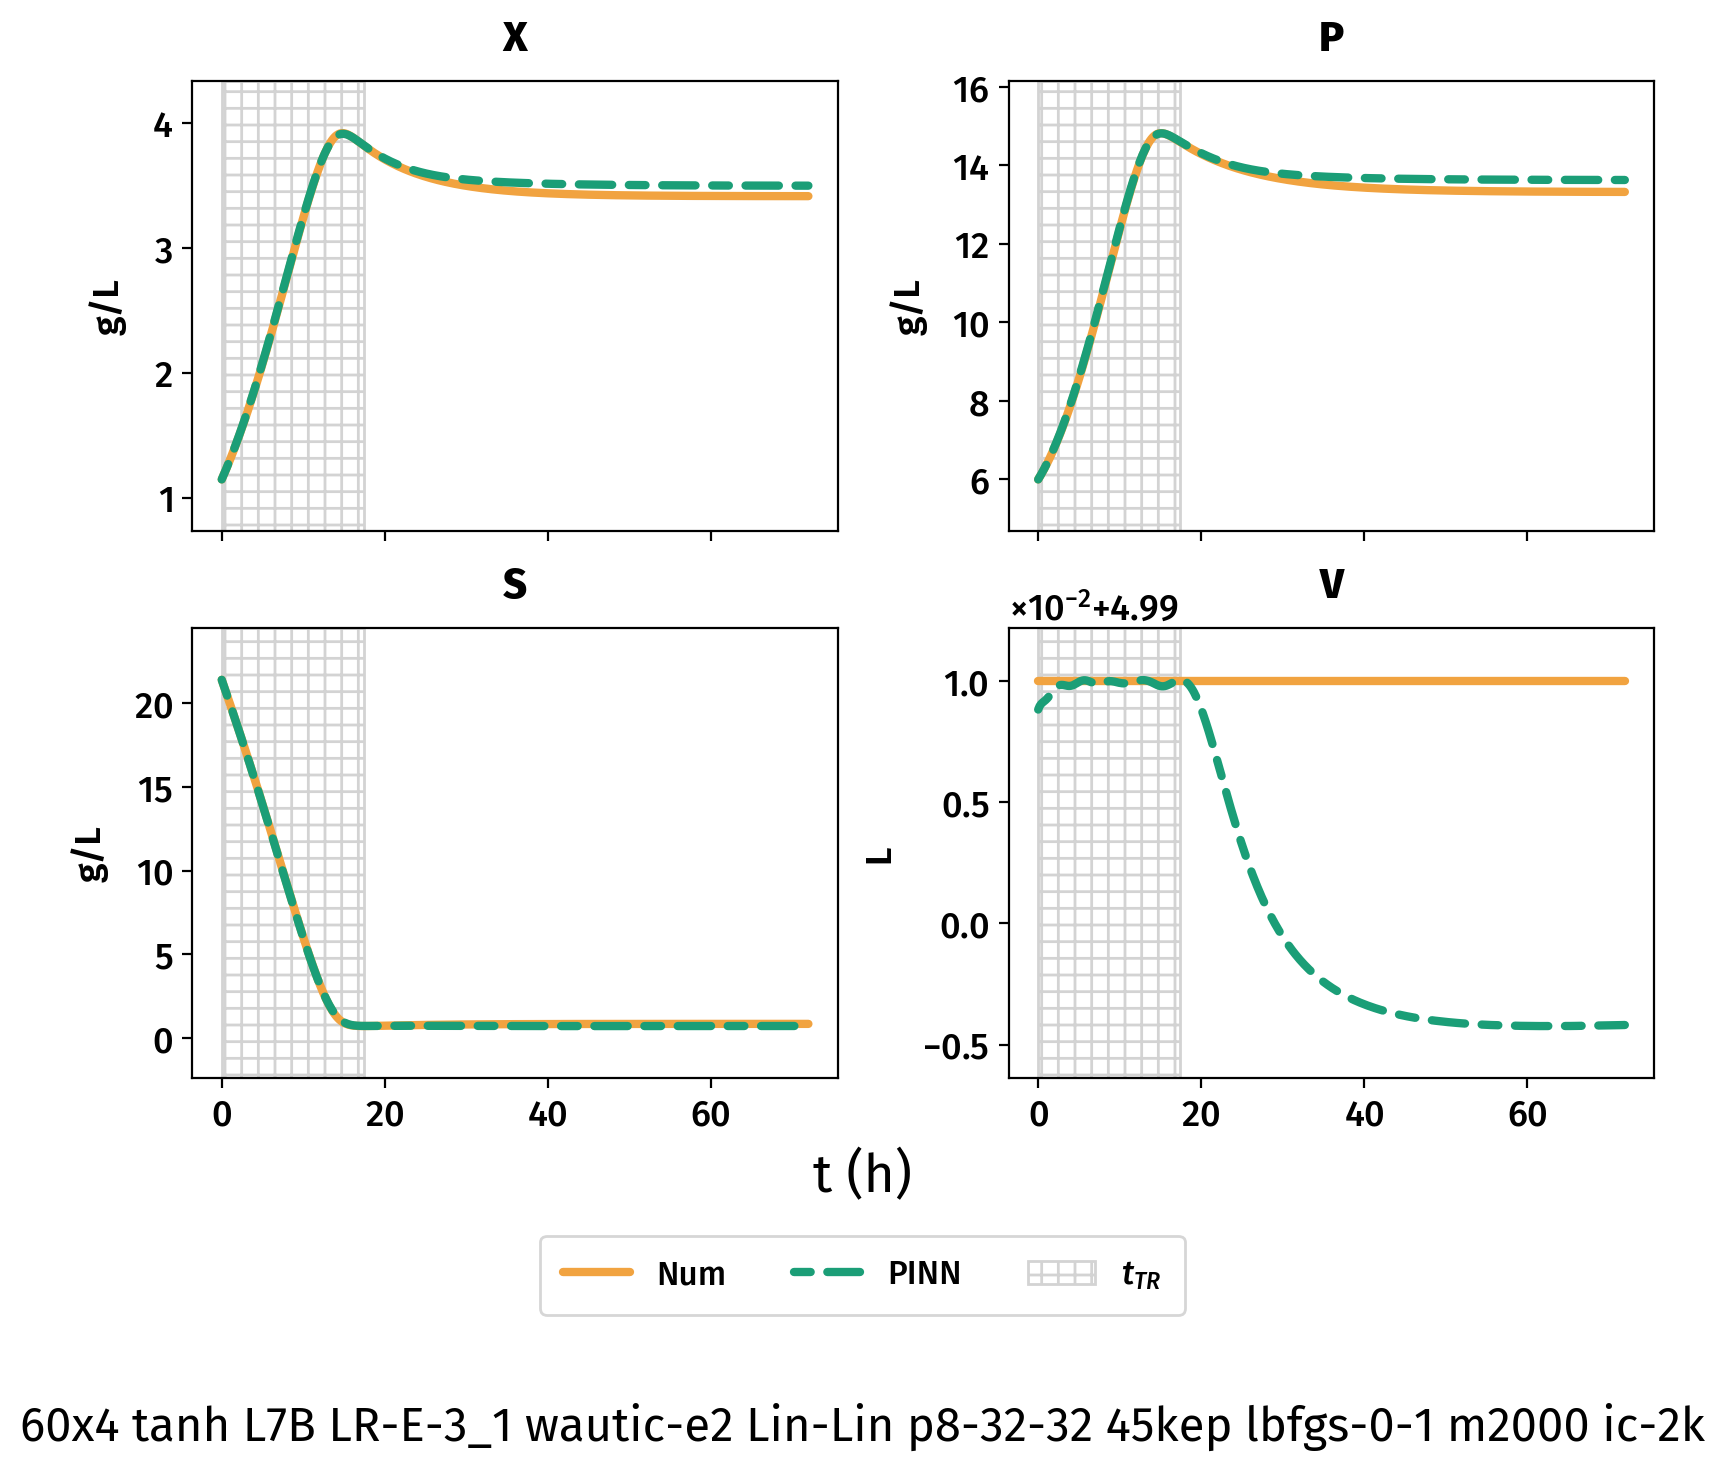 X
P
4
3
2
1
g/L
16
14
12
10
8
6
g/L
S
V
×10⁻²+4.99
20
15
10
5
0
g/L
1.0
0.5
0.0
−0.5
L
0 20 40 60
0 20 40 60
t (h)
Num PINN t_TR
60x4 tanh L7B LR-E-3_1 wautic-e2 Lin-Lin p8-32-32 45kep lbfgs-0-1 m2000 ic-2k